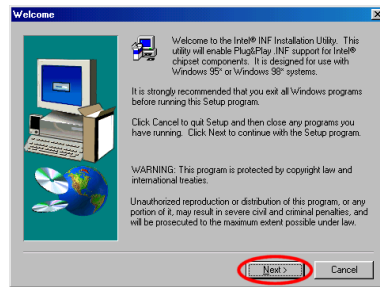 Welcome
Welcome to the Intel® INF Installation Utility. This
utility will enable Plug&Play .INF support for Intel®
chipset components. It is designed for use with
Windows 95* or Windows 98* systems.
It is strongly recommended that you exit all Windows programs
before running this Setup program.
Click Cancel to quit Setup and then close any programs you
have running. Click Next to continue with the Setup program.
WARNING: This program is protected by copyright law and
international treaties.
Unauthorized reproduction or distribution of this program, or any
portion of it, may result in severe civil and criminal penalties, and
will be prosecuted to the maximum extent possible under law.
Next > Cancel